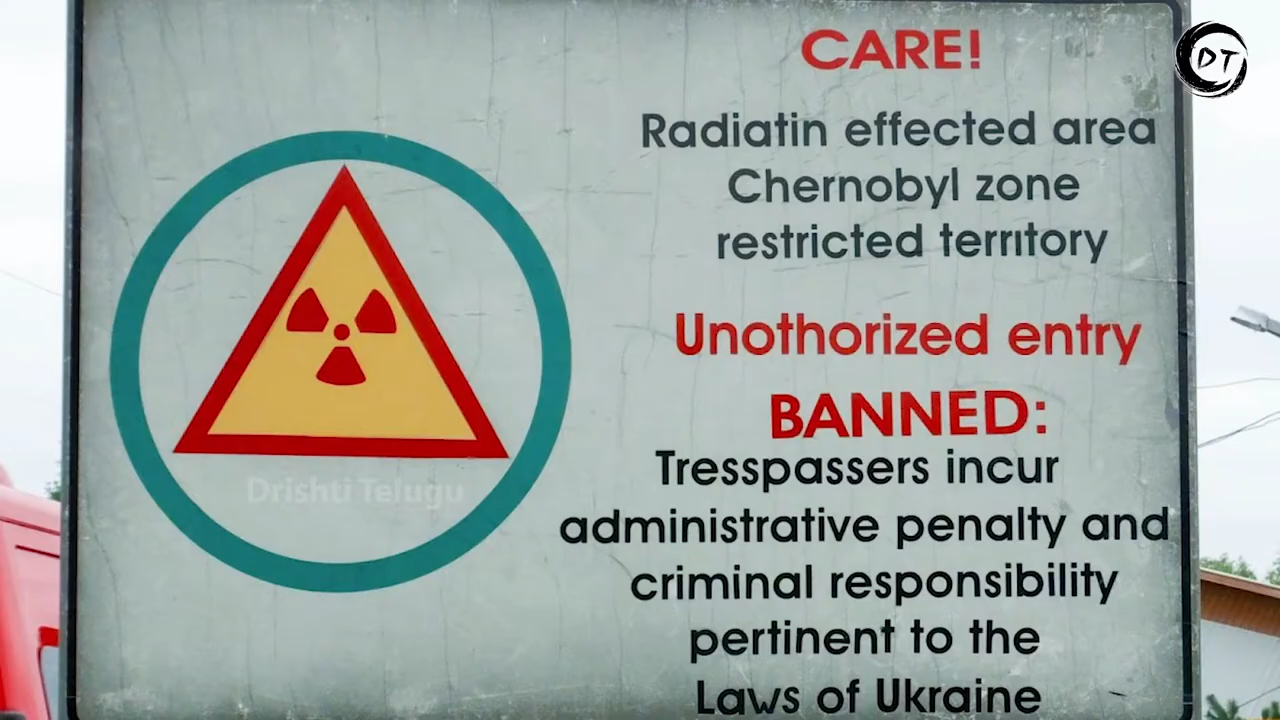 CARE!
DT
Radiatin effected area
Chernobyl zone
restricted territory
Unothorized entry
BANNED:
Tresspassers incur
administrative penalty and
criminal responsibility
pertinent to the
Laws of Ukraine
Drishti Telugu